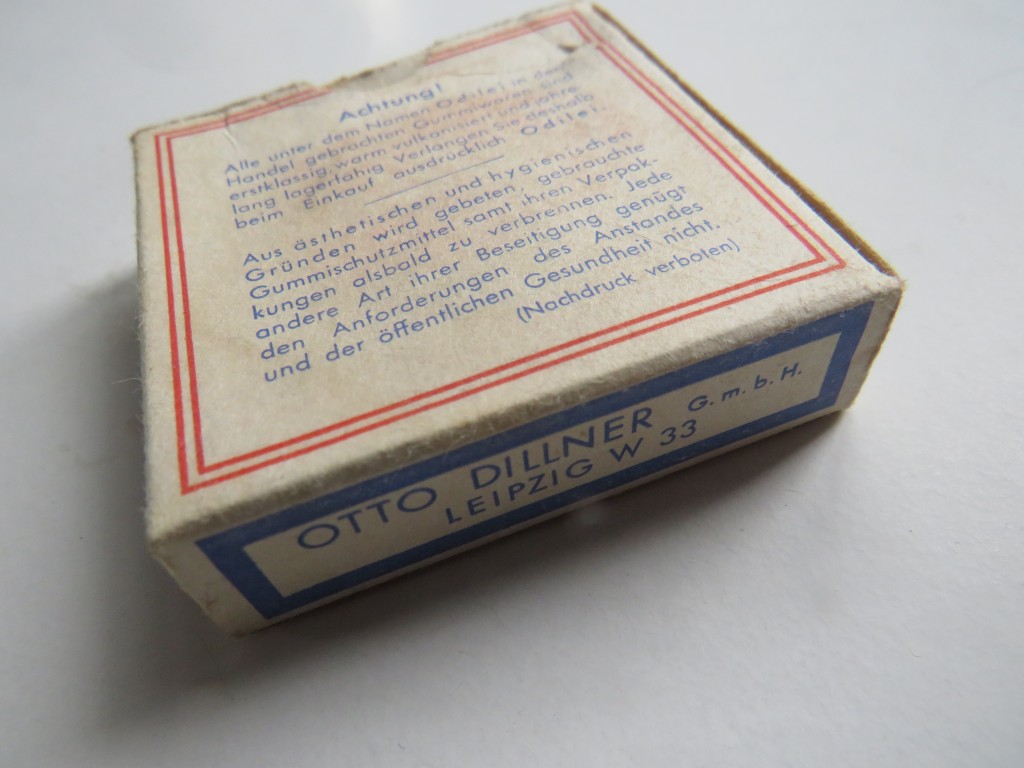 Achtung!
Alle unter dem Namen Odile in den
Handel gebrachten Gummiwaren sind
erstklassig, warm vulkanisiert und jahre-
lang lagerfähig Verlangen Sie deshalb
beim Einkauf ausdrücklich Odile!
Aus ästhetischen und hygienischen
Gründen wird gebeten, gebrauchte
Gummischutzmittel samt ihren Verpak-
kungen alsbald zu verbrennen. Jede
andere Art ihrer Beseitigung genügt
den Anforderungen des Anstandes
und der öffentlichen Gesundheit nicht.
(Nachdruck verboten)
OTTO DILLNER G. m. b. H.
LEIPZIG W 33